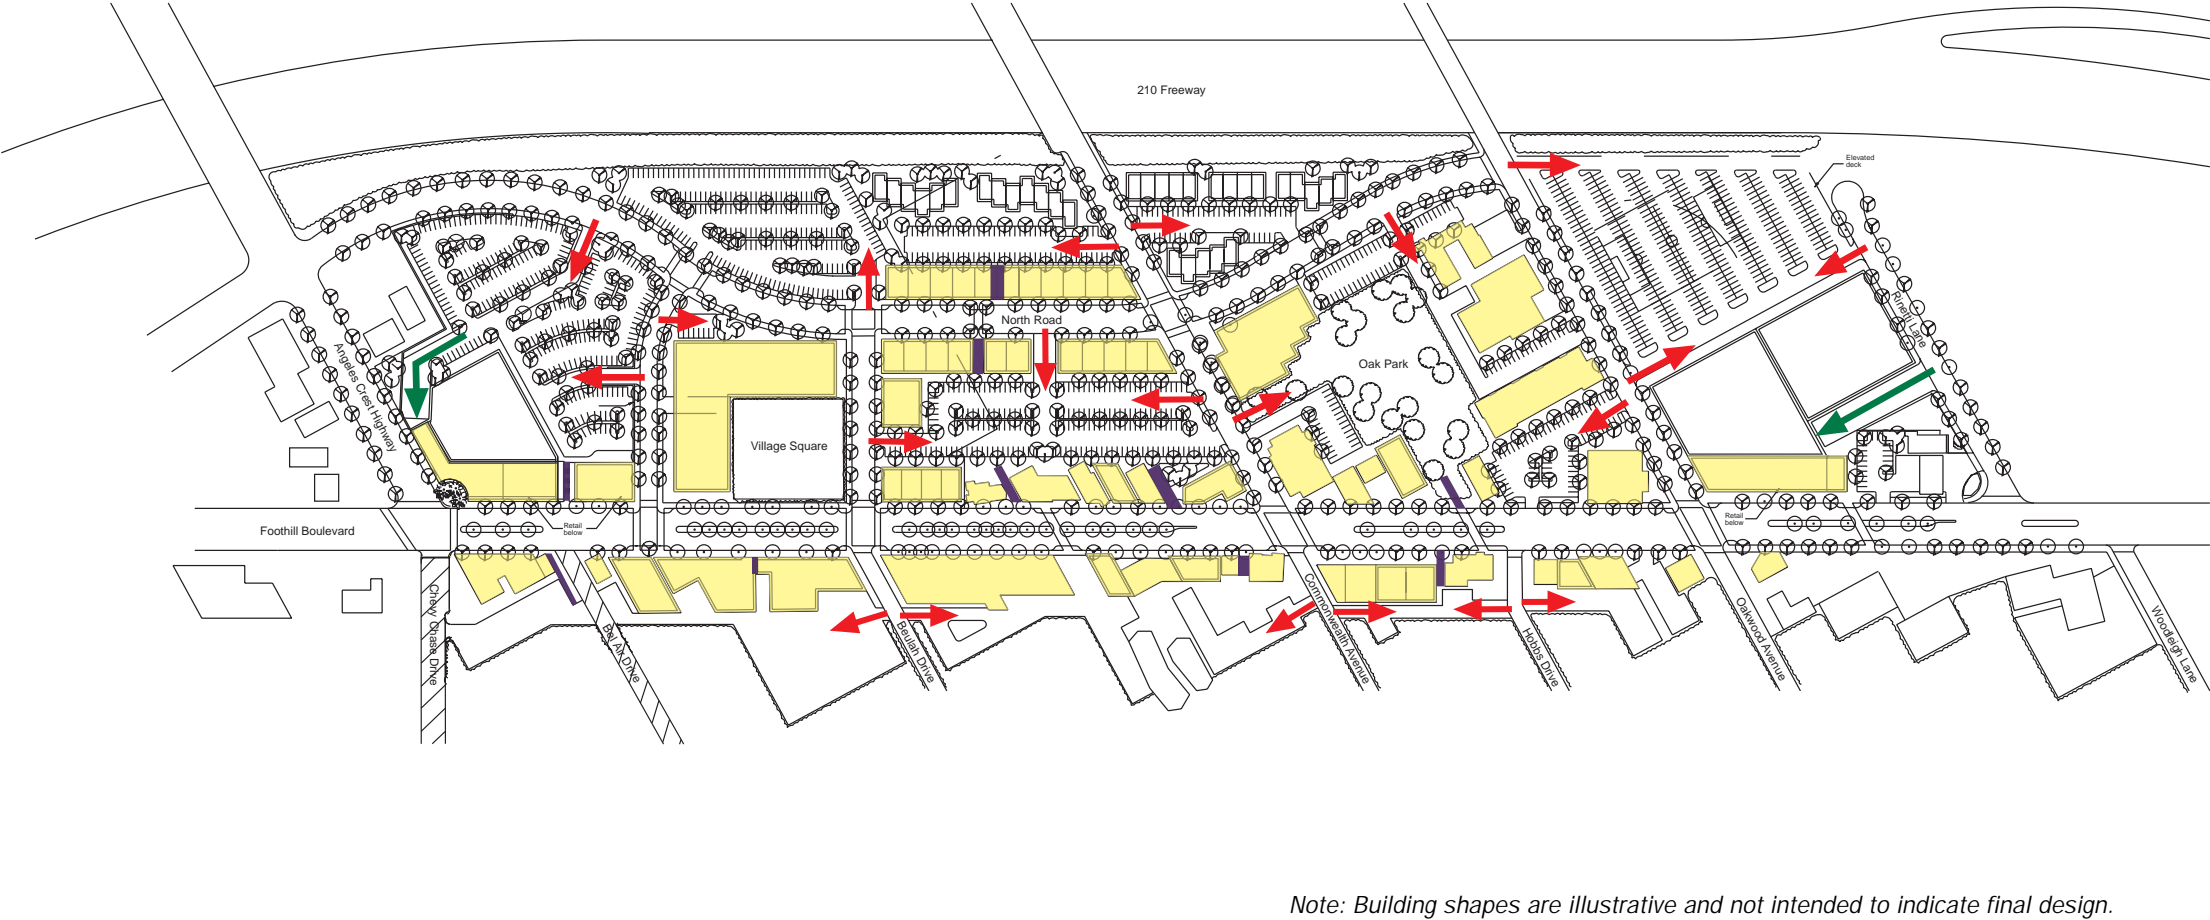 210 Freeway
Elevated
deck
Rinetti Lane
North Road
Angeles Crest Highway
Oak Park
Village Square
Foothill Boulevard
Retail
below
Retail
below
Chevy Chase Drive
Bel Air Drive
Beulah Drive
Commonwealth Avenue
Hobbs Drive
Oakwood Avenue
Woodleigh Lane
Note: Building shapes are illustrative and not intended to indicate final design.